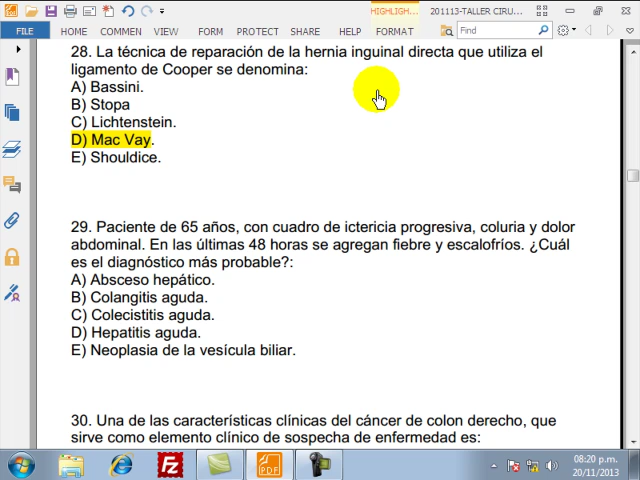 HIGHLIGH...
201113-TALLER CIRU...
FILE
HOME
COMMEN
VIEW
FORM
PROTECT
SHARE
HELP
FORMAT
Find
28. La técnica de reparación de la hernia inguinal directa que utiliza el
ligamento de Cooper se denomina:
A) Bassini.
B) Stopa
C) Lichtenstein.
D) Mac Vay.
E) Shouldice.
29. Paciente de 65 años, con cuadro de ictericia progresiva, coluria y dolor
abdominal. En las últimas 48 horas se agregan fiebre y escalofríos. ¿Cuál
es el diagnóstico más probable?:
A) Absceso hepático.
B) Colangitis aguda.
C) Colecistitis aguda.
D) Hepatitis aguda.
E) Neoplasia de la vesícula biliar.
30. Una de las características clínicas del cáncer de colon derecho, que
sirve como elemento clínico de sospecha de enfermedad es:
PDF
08:20 p.m.
20/11/2013